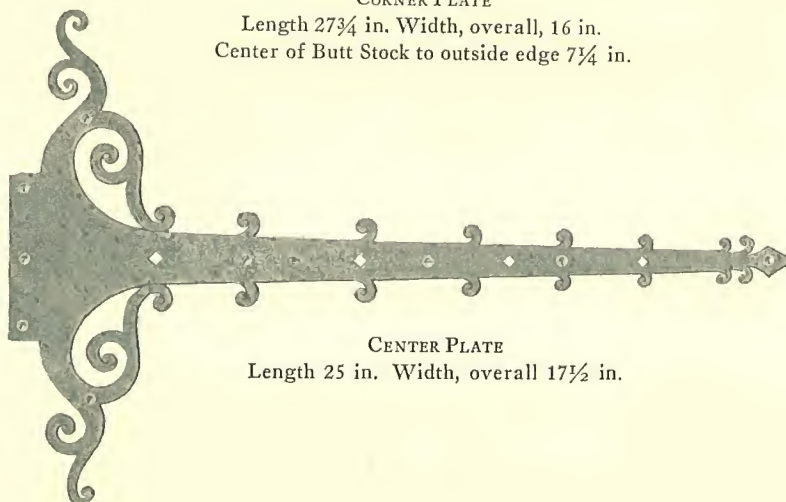 CORNER PLATE
Length 27¾ in. Width, overall, 16 in.
Center of Butt Stock to outside edge 7¼ in.
CENTER PLATE
Length 25 in. Width, overall 17½ in.